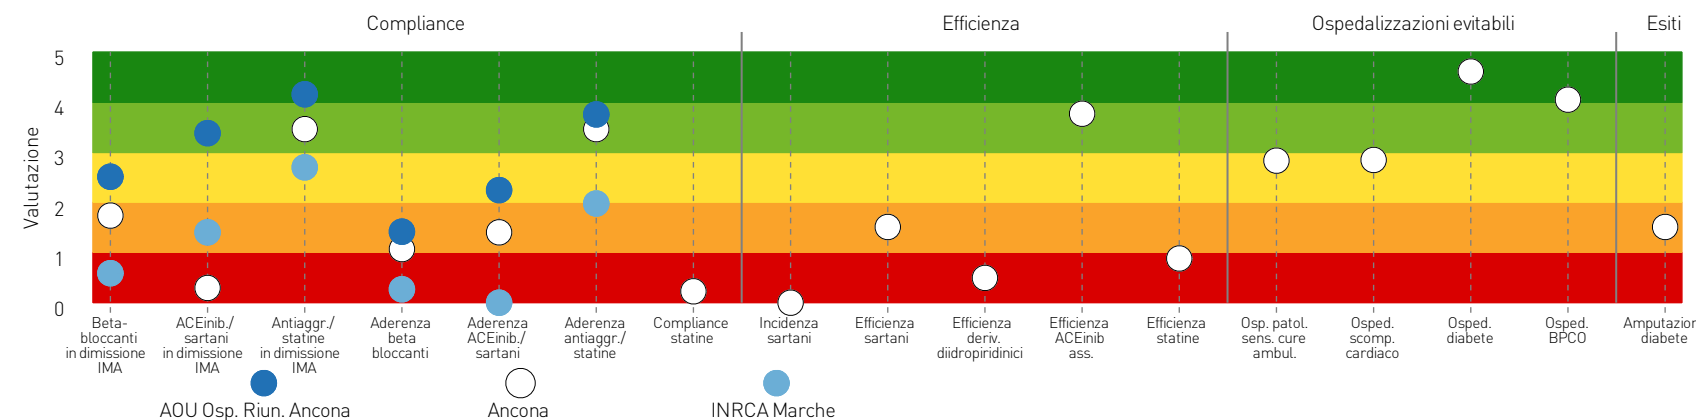 Compliance
Efficienza
Ospedalizzazioni evitabili
Esiti
Valutazione
5
4
3
2
1
0
Beta-
bloccanti
in dimissione
IMA
ACEinib./
sartani
in dimissione
IMA
Antiaggr./
statine
in dimissione
IMA
Aderenza
beta
bloccanti
Aderenza
ACEinib./
sartani
Aderenza
antiaggr./
statine
Compliance
statine
Incidenza
sartani
Efficienza
sartani
Efficienza
deriv.
diidropiridinici
Efficienza
ACEinib
ass.
Efficienza
statine
Osp. patol.
sens. cure
ambul.
Osped.
scomp.
cardiaco
Osped.
diabete
Osped.
BPCO
Amputazior
diabete
AOU Osp. Riun. Ancona
Ancona
INRCA Marche